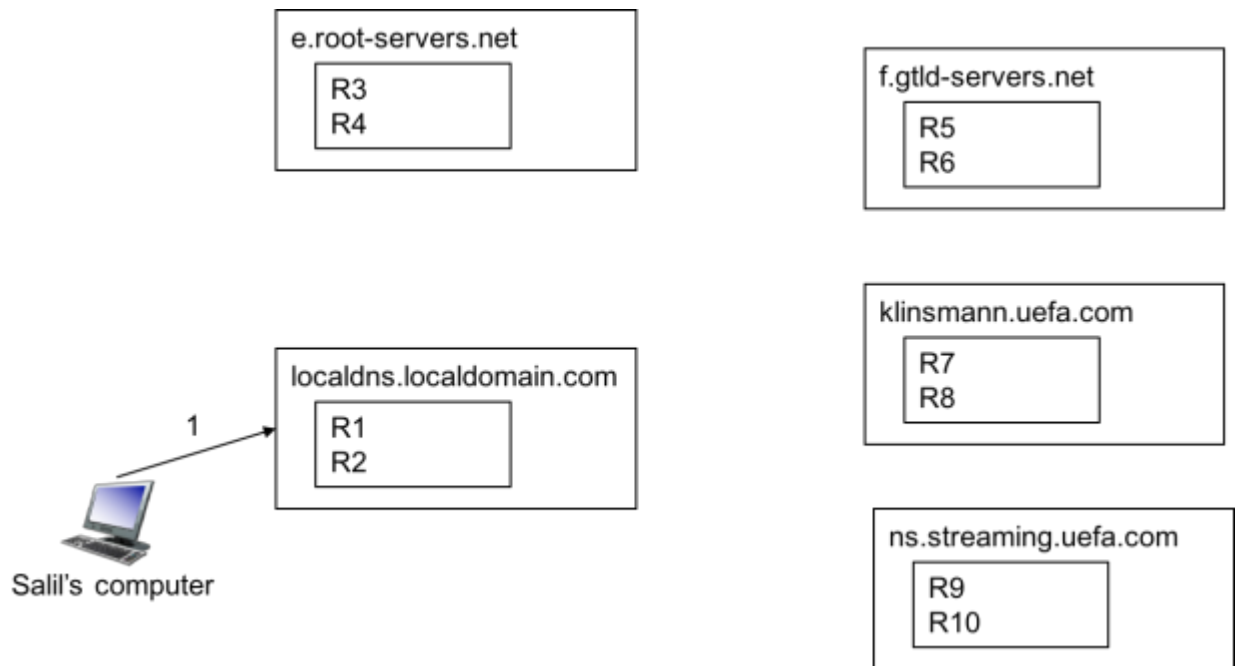 e.root-servers.net
R3
R4
f.gtld-servers.net
R5
R6
klinsmann.uefa.com
R7
R8
localdns.localdomain.com
R1
R2
1
Salil's computer
ns.streaming.uefa.com
R9
R10